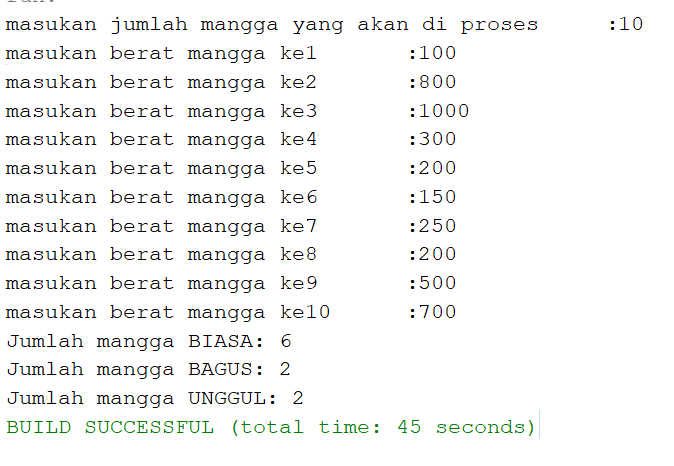 masukan jumlah mangga yang akan di proses :10
masukan berat mangga ke1 :100
masukan berat mangga ke2 :800
masukan berat mangga ke3 :1000
masukan berat mangga ke4 :300
masukan berat mangga ke5 :200
masukan berat mangga ke6 :150
masukan berat mangga ke7 :250
masukan berat mangga ke8 :200
masukan berat mangga ke9 :500
masukan berat mangga ke10 :700
Jumlah mangga BIASA: 6
Jumlah mangga BAGUS: 2
Jumlah mangga UNGGUL: 2
BUILD SUCCESSFUL (total time: 45 seconds)